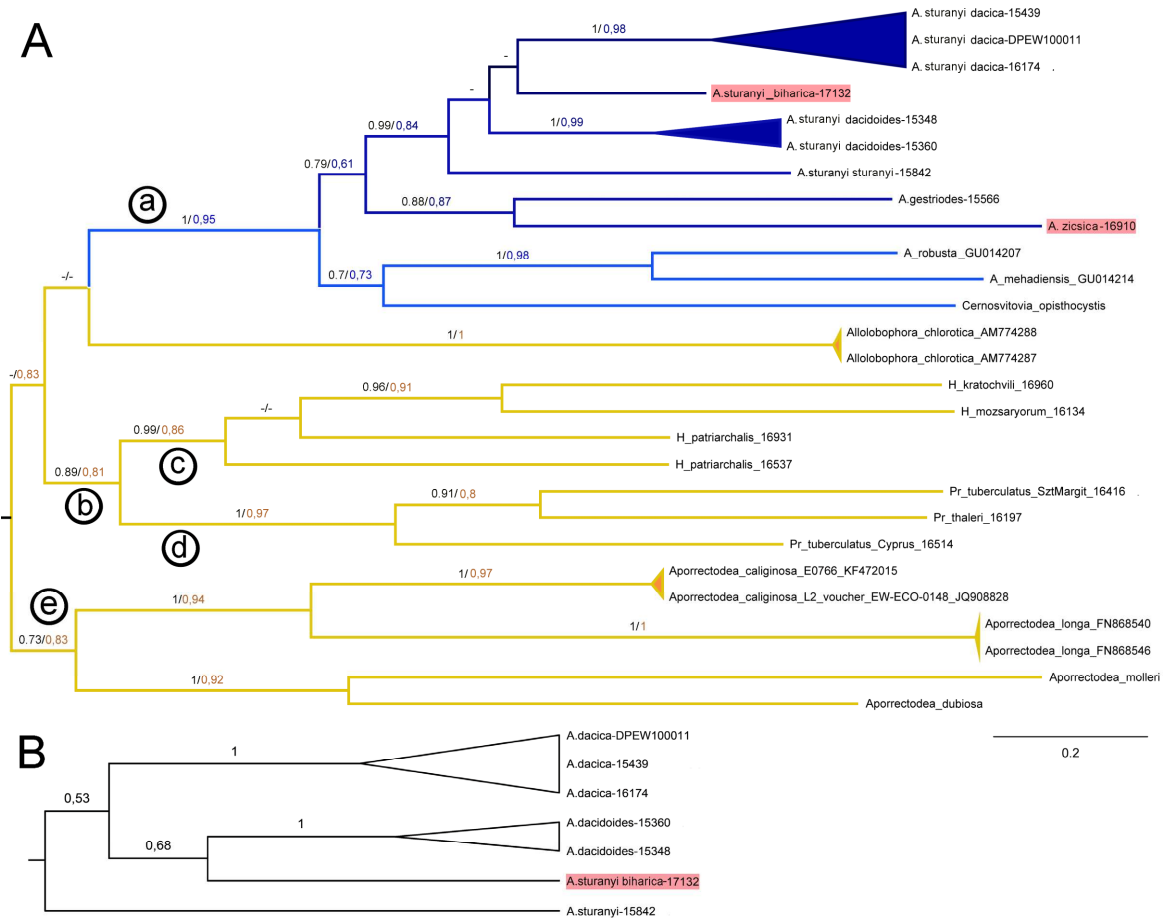 A
A. sturanyi dacica-15439
1/0,98
A. sturanyi dacica-DPEW100011
-
A. sturanyi dacica-16174 .
-
A.sturanyi_biharica-17132
1/0,99
A. sturanyi dacidoides-15348
0.99/0,84
A. sturanyi dacidoides-15360
0.79/0,61
A.sturanyi sturanyi-15842
a
0.88/0,87
A.gestriodes-15566
1/0,95
A. zicsica-16910
1/0,98
A_robusta_GU014207
0.7/0,73
A_mehadiensis_GU014214
-/-
Cernosvitovia_opisthocystis
1/1
Allolobophora_chlorotica_AM774288
Allolobophora_chlorotica_AM774287
-/0,83
0.96/0,91
H_kratochvili_16960
-/-
H_mozsaryorum_16134
0.99/0,86
H_patriarchalis_16931
c
H_patriarchalis_16537
0.89/0,81
b
0.91/0,8
Pr_tuberculatus_SztMargit_16416 .
1/0,97
Pr_thaleri_16197
d
Pr_tuberculatus_Cyprus_16514
1/0,97
Aporrectodea_caliginosa_E0766_KF472015
e
1/0,94
Aporrectodea_caliginosa_L2_voucher_EW-ECO-0148_JQ908828
1/1
Aporrectodea_longa_FN868540
0.73/0,83
Aporrectodea_longa_FN868546
1/0,92
Aporrectodea_molleri
Aporrectodea_dubiosa
0.2
B
A.dacica-DPEW100011
1
A.dacica-15439
A.dacica-16174
0,53
1
A.dacidoides-15360
0,68
A.dacidoides-15348
A.sturanyi biharica-17132
A.sturanyi-15842